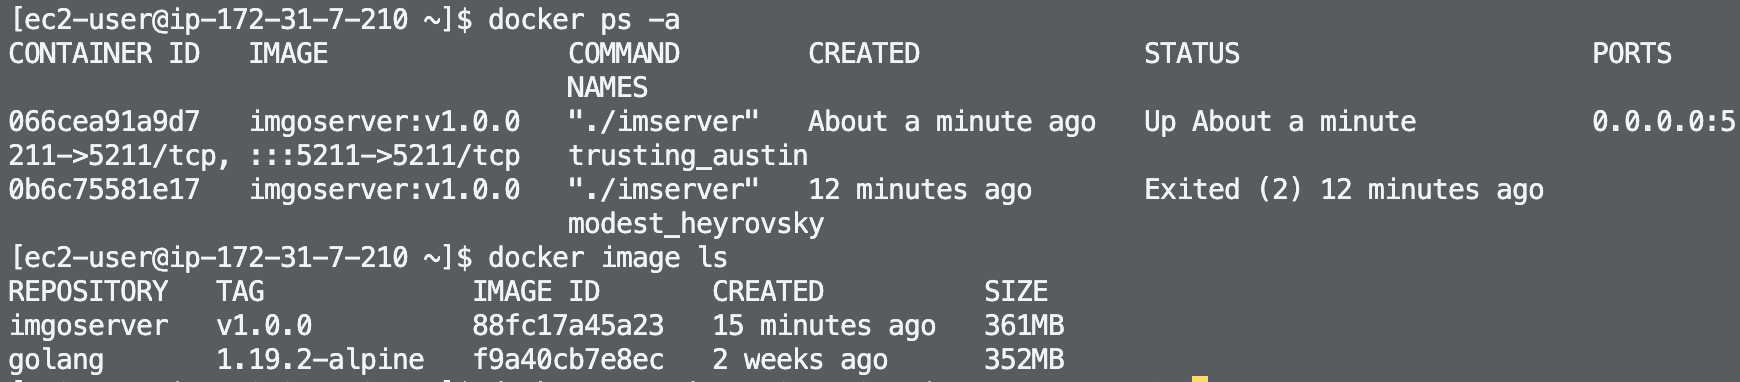 [ec2-user@ip-172-31-7-210 ~]$ docker ps -a
CONTAINER ID   IMAGE               COMMAND        CREATED              STATUS                      PORTS
                                   NAMES
066cea91a9d7   imgoserver:v1.0.0   "./imserver"   About a minute ago   Up About a minute           0.0.0.0:5
211->5211/tcp, :::5211->5211/tcp   trusting_austin
0b6c75581e17   imgoserver:v1.0.0   "./imserver"   12 minutes ago       Exited (2) 12 minutes ago
                                   modest_heyrovsky
[ec2-user@ip-172-31-7-210 ~]$ docker image ls
REPOSITORY   TAG             IMAGE ID       CREATED          SIZE
imgoserver   v1.0.0          88fc17a45a23   15 minutes ago   361MB
golang       1.19.2-alpine   f9a40cb7e8ec   2 weeks ago      352MB